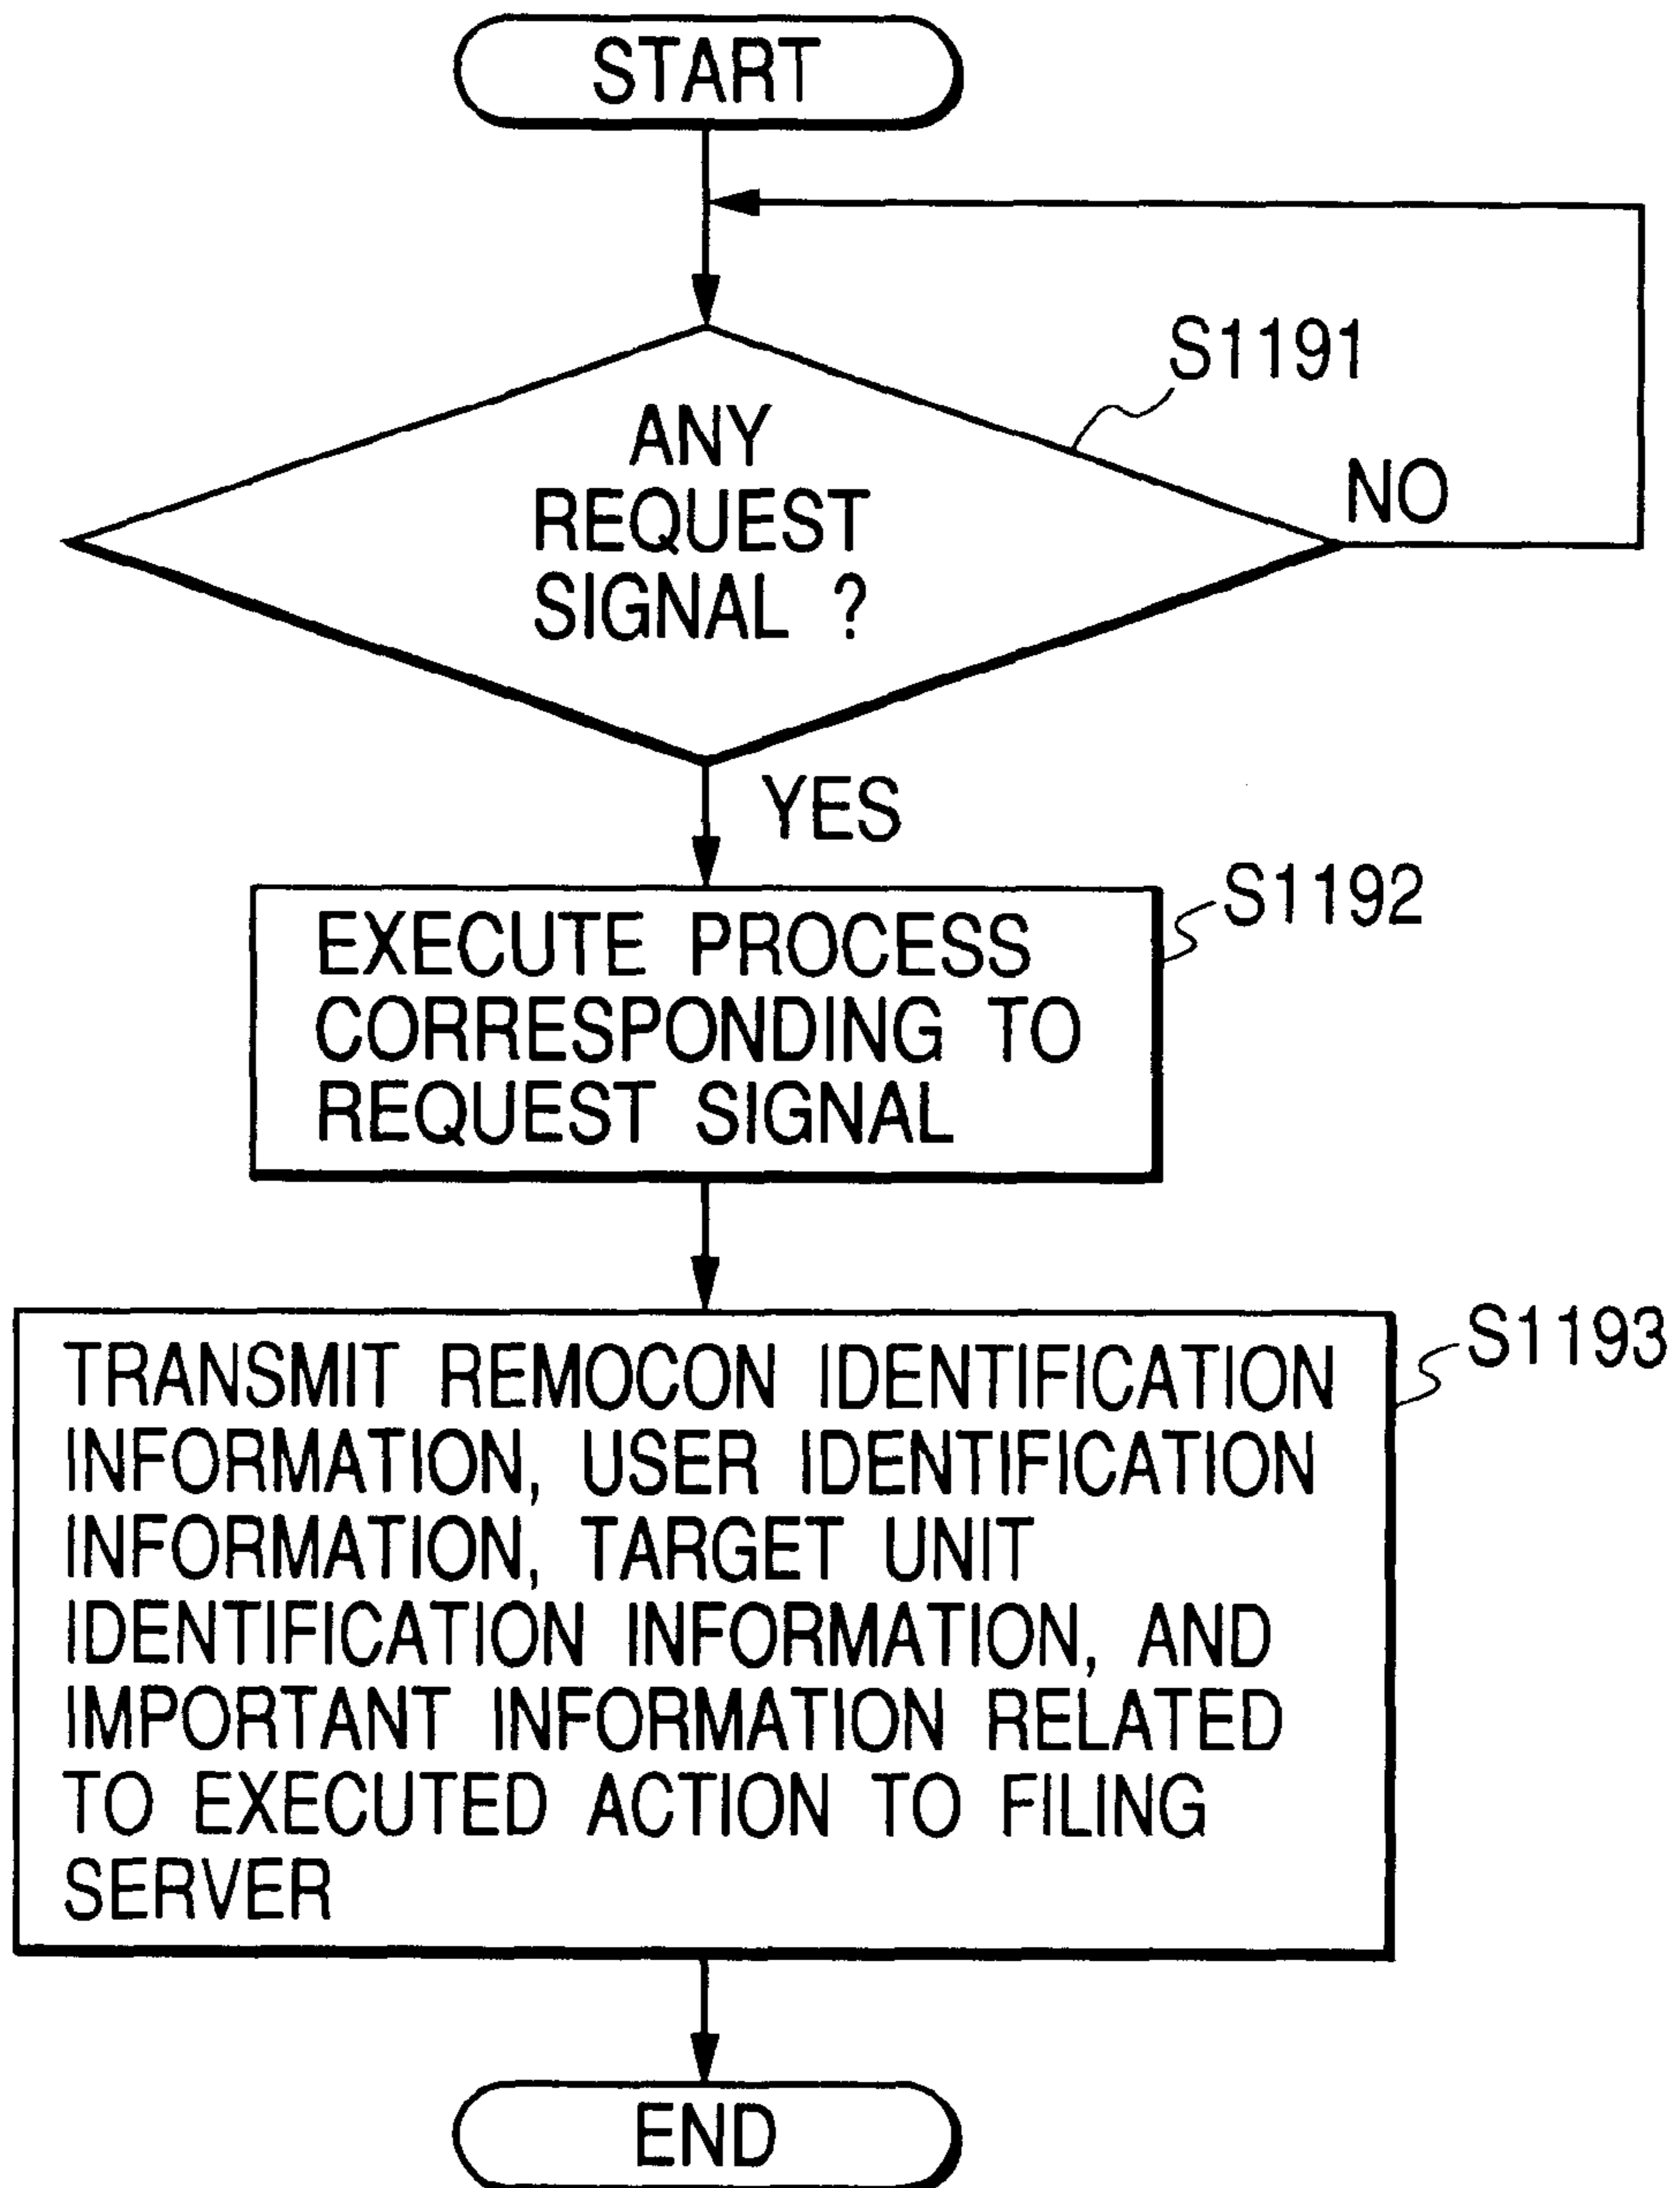 START
S1191
ANY
REQUEST
SIGNAL ?
NO
YES
S1192
EXECUTE PROCESS
CORRESPONDING TO
REQUEST SIGNAL
S1193
TRANSMIT REMOCON IDENTIFICATION
INFORMATION, USER IDENTIFICATION
INFORMATION, TARGET UNIT
IDENTIFICATION INFORMATION, AND
IMPORTANT INFORMATION RELATED
TO EXECUTED ACTION TO FILING
SERVER
END